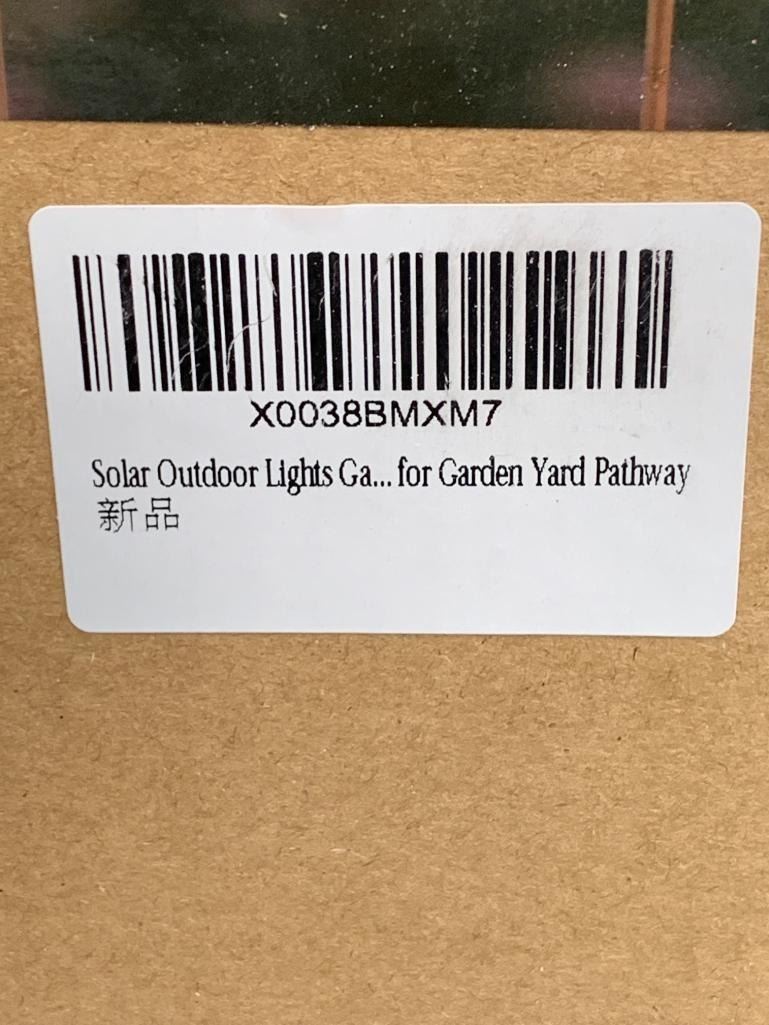 X0038BMXM7
Solar Outdoor Lights Ga... for Garden Yard Pathway
新品